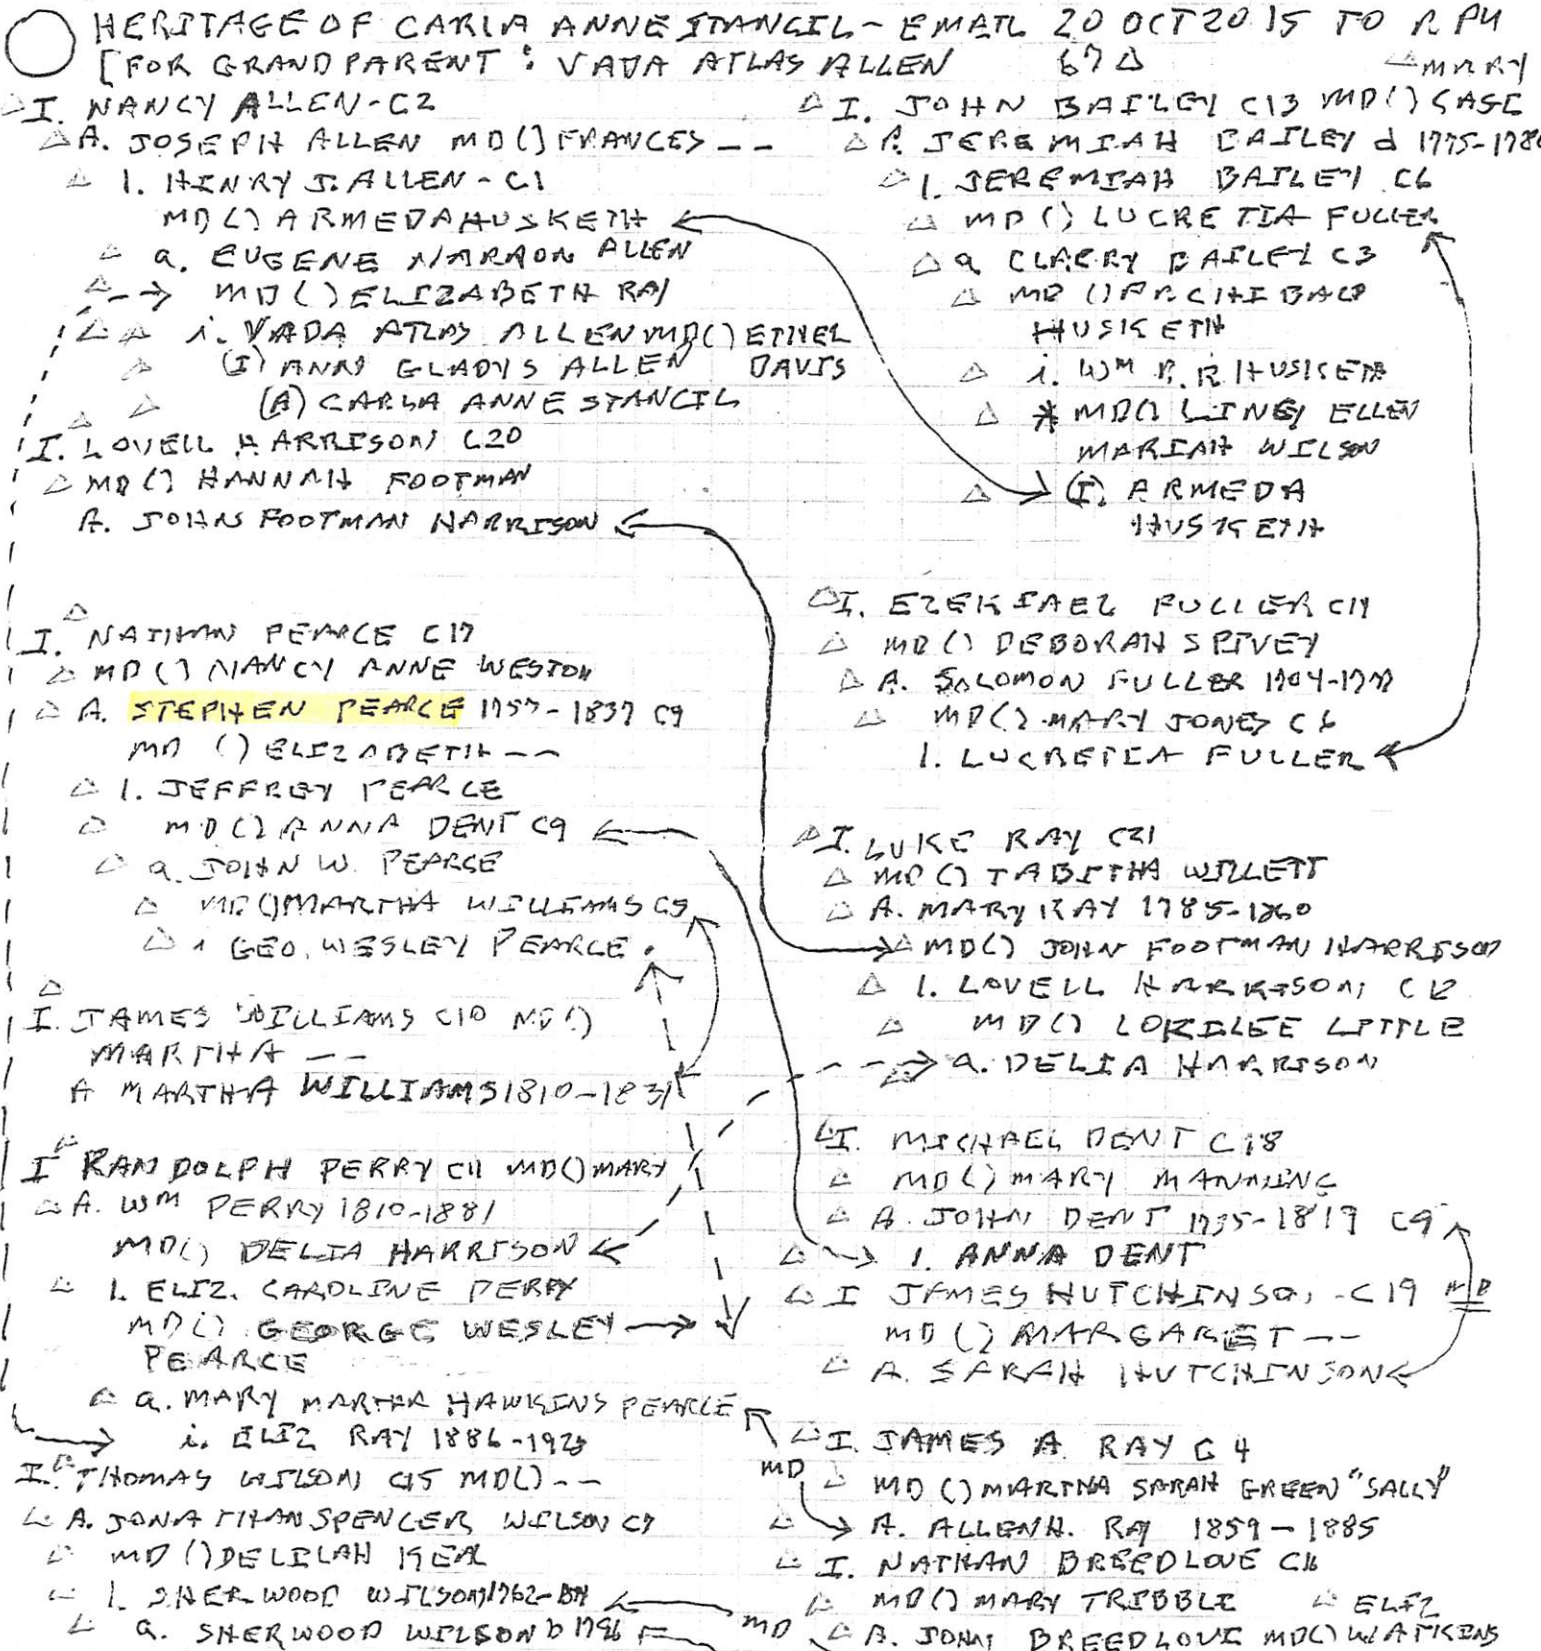 HERITAGE OF CARLA ANNE STANCIL - EMAIL 20 OCT 2015 TO RPH
[FOR GRANDPARENT: VADA ATLAS ALLEN 67 Δ
I. NANCY ALLEN - C2
A. JOSEPH ALLEN MD() FRANCES --
1. HENRY J. ALLEN - C1
MD() ARMEDA HUSKETH
a. EUGENE AARON ALLEN
MD() ELIZABETH RAY
i. VADA ATLAS ALLEN MD() ETHEL DAVIS
(I) ANN GLADYS ALLEN
(A) CARLA ANNE STANCIL
I. LOVELL HARRISON C20
MD() HANNAH FOOTMAN
A. JOHN FOOTMAN HARRISON
I. NATHAN PEARCE C17
MD() NANCY ANNE WESTON
A. STEPHEN PEARCE 1757-1837 C9
MD () ELIZABETH --
1. JEFFREY PEARCE
MD() ANNA DENT C9
a. JOHN W. PEARCE
MD() MARTHA WILLIAMS C5
i GEO. WESLEY PEARCE
I. JAMES WILLIAMS C10 MD()
MARTHA --
A MARTHA WILLIAMS 1810-1831
I RANDOLPH PERRY C11 MD() MARY
A. WM PERRY 1810-1881
MD() DELIA HARRISON
1. ELIZ. CAROLINE PERRY
MD() GEORGE WESLEY
PEARCE
a. MARY MARTHA HAWKINS PEARCE
i. ELIZ RAY 1886-
I. THOMAS WILSON C15 MD() --
A. JONATHAN SPENCER WILSON C7
MD() DELILAH KEAL
1. SHERWOOD WILSON 1762-
a. SHERWOOD WILSON b 1796
MARY
I. JOHN BAILEY C13 MD() CASE
A. JEREMIAH BAILEY d 1775-1786
1. JEREMIAH BAILEY C6
MD () LUCRETIA FULLER
a CLARRY BAILEY C3
MD () ARCHIBALD
HUSKETH
i. WM R. R. HUSKETH
* MD() LINEY ELLEN
MARIAH WILSON
(I). ARMEDA
HUSKETH
I. EZEKIAEL FULLER C14
MD () DEBORAH SPIVEY
A. SOLOMON FULLER 1704-
MD(). MARY JONES C6
1. LUCRETIA FULLER
I. LUKE RAY C21
MD () TABITHA WILLETT
A. MARY RAY 1785-1860
MD() JOHN FOOTMAN HARRISON
1. LOVELL HARRISON, C12
MD() LORILEE LITTLE
a. DELIA HARRISON
I. MICHAEL DENT C18
MD() MARY MANNING
A. JOHN DENT 1735-1819 C9
1. ANNA DENT
I JAMES HUTCHINSON - C19 MD
MD () MARGARET --
A. SARAH HUTCHINSON
I. JAMES A. RAY C4
MD
MD () MARTHA SARAH GREEN "SALLY"
A. ALLEN H. RAY 1859-1885
I. NATHAN BREEDLOVE C16
MD() MARY TRIBBLE ELIZ
MD A. JOHN BREEDLOVE MD() WATKINS